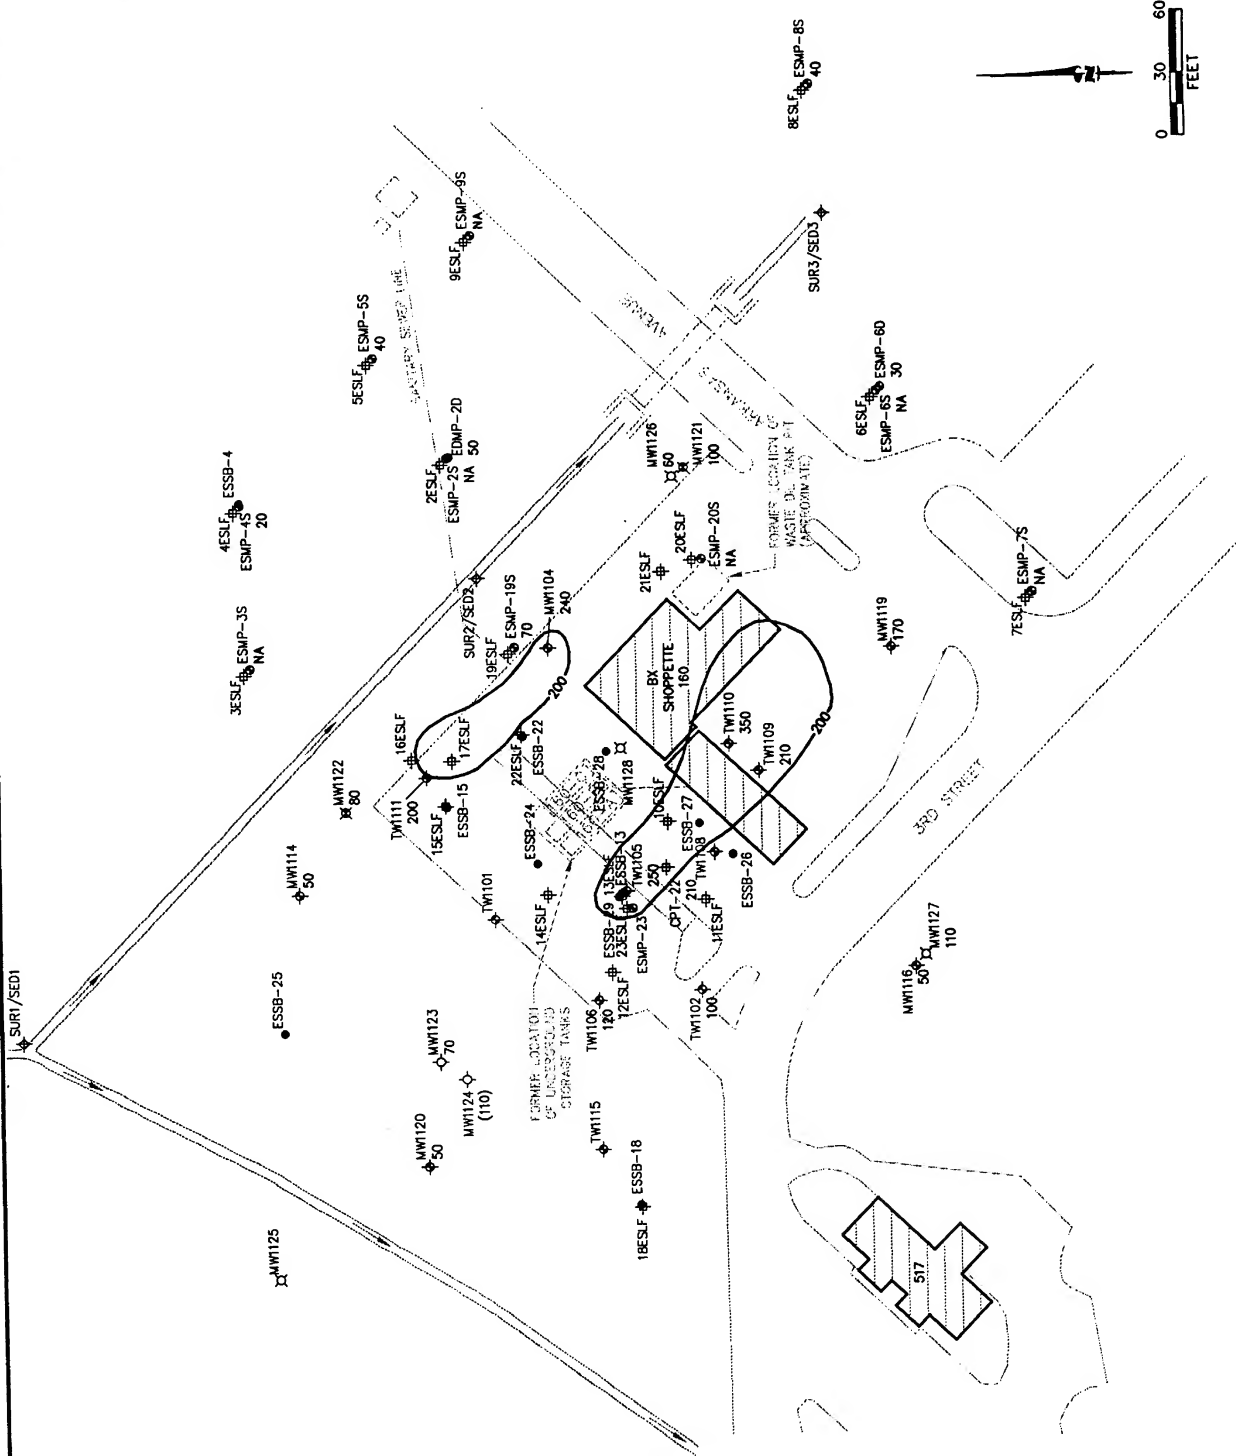 SUR1/SED1
ESSB-25
MW1114
50
MW1125
MW1123
70
MW1124
(110)
MW1120
50
MW1122
80
3ESLF
ESMP-3S
NA
4ESLF
ESSB-4
ESMP-4S
20
5ESLF
ESMP-5S
40
SANITARY SEWER LINE
9ESLF
ESMP-9S
NA
8ESLF
ESMP-8S
40
2ESLF
EDMP-2D
50
ESMP-2S
NA
SUR2/SED2
TW1111
200
16ESLF
17ESLF
15ESLF
ESSB-15
19ESLF
ESMP-19S
70
MW1104
240
200
22ESLF
ESSB-22
TW1101
ESSB-24
14ESLF
ESSB-28
MW1128
FORMER LOCATION
OF UNDERGROUND
STORAGE TANKS
ESSB-29
13ESLF
ESSB-13
TW1105
250
23ESLF
ESMP-23
10ESLF
ESSB-27
CPT-22
210
TW1108
11ESLF
ESSB-26
12ESLF
TW1106
120
TW1102
100
TW1115
18ESLF
ESSB-18
BX
SHOPPETTE
160
TW1110
350
TW1109
210
200
21ESLF
20ESLF
ESMP-20S
NA
FORMER LOCATION OF
WASTE OIL TANK PIT
(APPROXIMATE)
MW1126
60
MW1121
100
ARKANSAS
AVENUE
SUR3/SED3
6ESLF
ESMP-6D
30
ESMP-6S
NA
7ESLF
ESMP-7S
NA
MW1119
170
3RD STREET
MW1116
50
MW1127
110
517
0
30
60
FEET